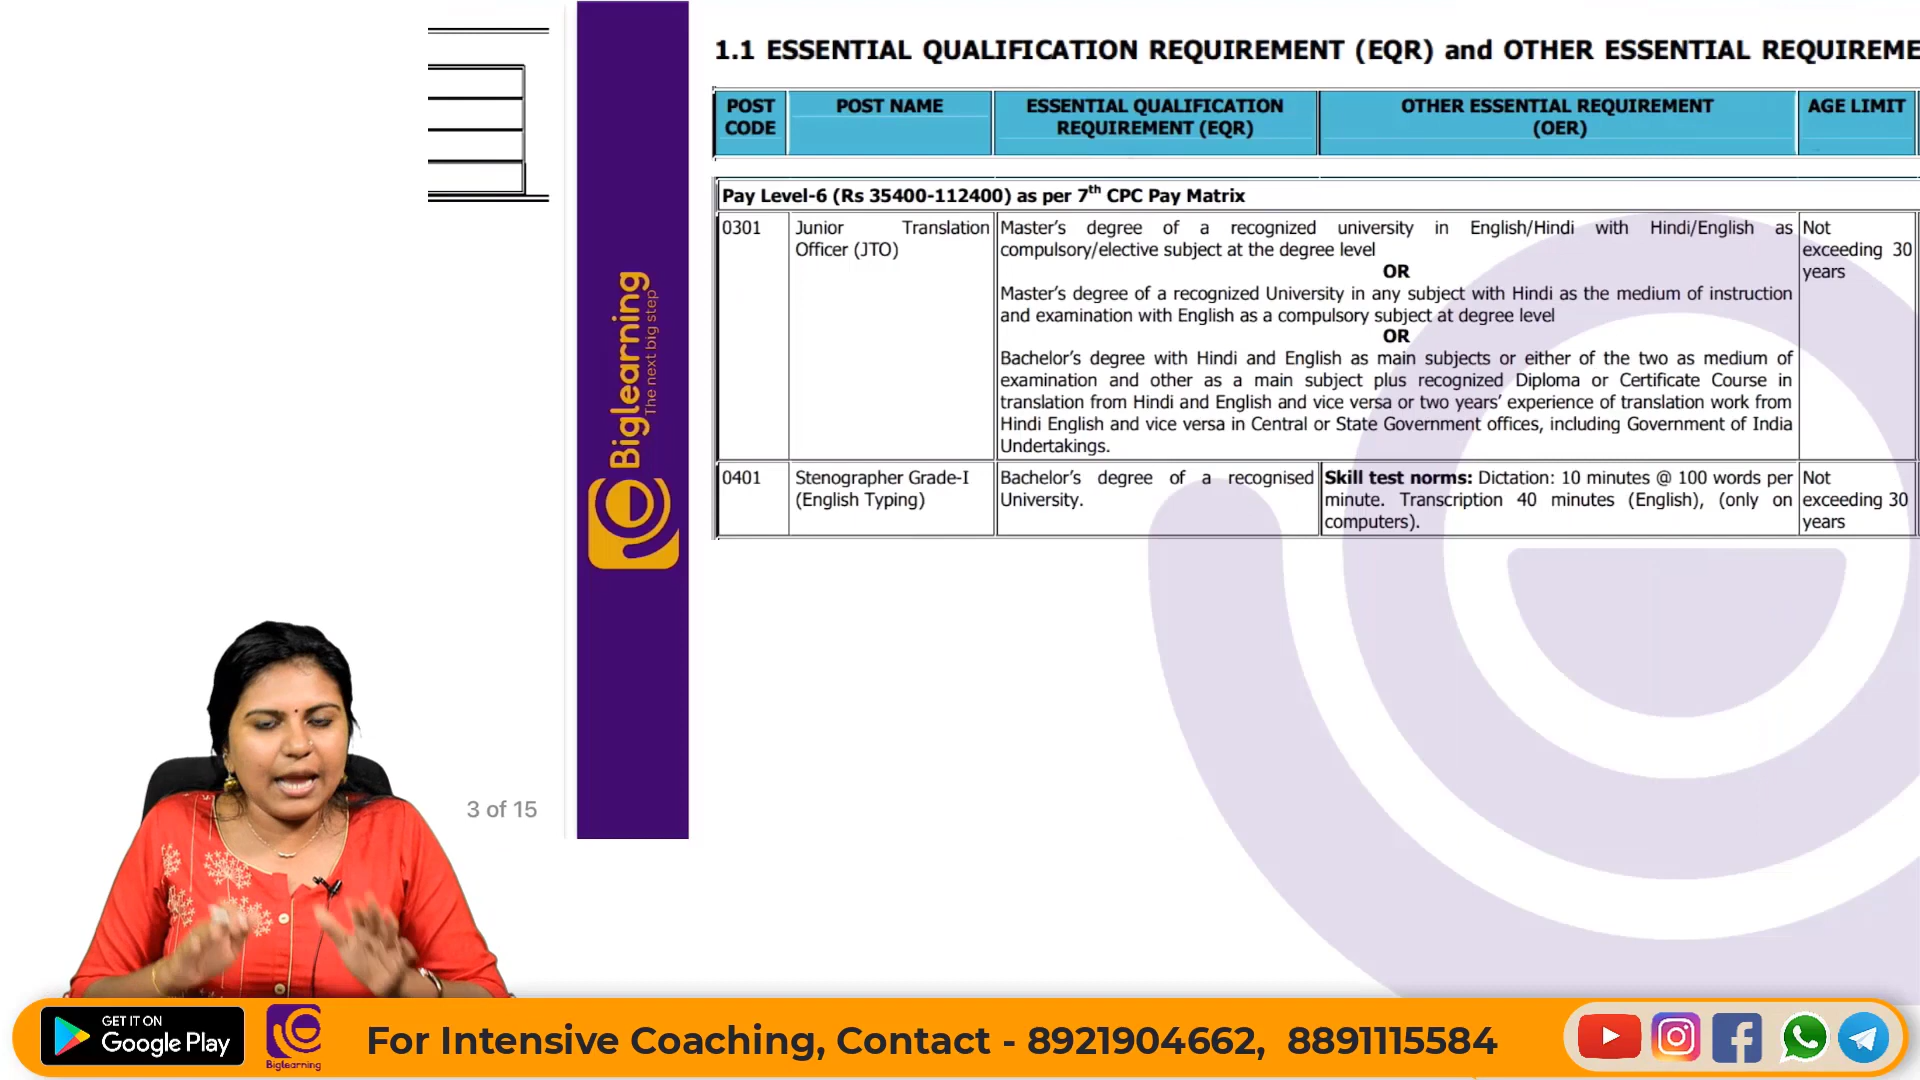 1.1 ESSENTIAL QUALIFICATION REQUIREMENT (EQR) and OTHER ESSENTIAL REQUIREME
POST CODE
POST NAME
ESSENTIAL QUALIFICATION
REQUIREMENT (EQR)
OTHER ESSENTIAL REQUIREMENT
(OER)
AGE LIMIT
Pay Level-6 (Rs 35400-112400) as per 7th CPC Pay Matrix
0301
Junior Translation
Officer (JTO)
Master's degree of a recognized university in English/Hindi with Hindi/English as
compulsory/elective subject at the degree level
OR
Master's degree of a recognized University in any subject with Hindi as the medium of instruction
and examination with English as a compulsory subject at degree level
OR
Bachelor's degree with Hindi and English as main subjects or either of the two as medium of
examination and other as a main subject plus recognized Diploma or Certificate Course in
translation from Hindi and English and vice versa or two years' experience of translation work from
Hindi English and vice versa in Central or State Government offices, including Government of India
Undertakings.
Not
exceeding 30
years
0401
Stenographer Grade-I
(English Typing)
Bachelor's degree of a recognised
University.
Skill test norms: Dictation: 10 minutes @ 100 words per
minute. Transcription 40 minutes (English), (only on
computers).
Not
exceeding 30
years
Biglearning
The next big step
3 of 15
GET IT ON
Google Play
Biglearning
For Intensive Coaching, Contact - 8921904662, 8891115584